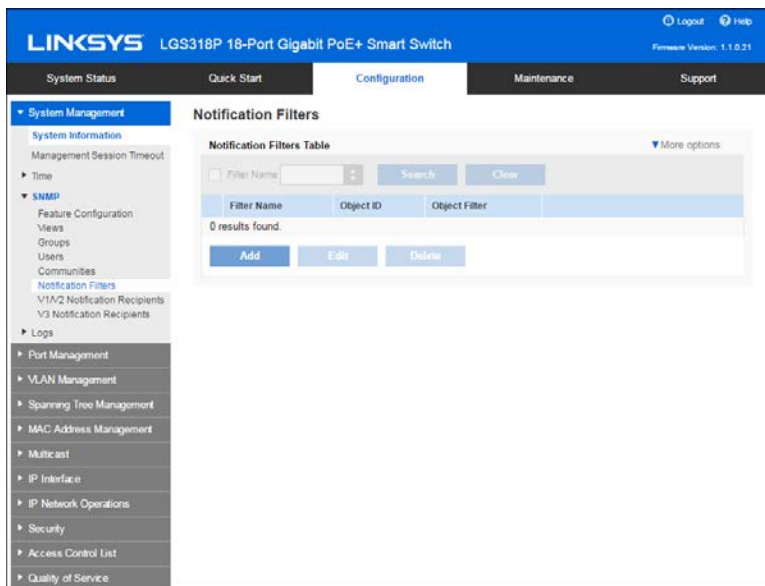 Logout Help
LINKSYS LGS318P 18-Port Gigabit PoE+ Smart Switch
Firmware Version: 1.1.0.21
System Status Quick Start Configuration Maintenance Support
System Management
System Information
Management Session Timeout
Time
SNMP
Feature Configuration
Views
Groups
Users
Communities
Notification Filters
V1/V2 Notification Recipients
V3 Notification Recipients
Logs
Port Management
VLAN Management
Spanning Tree Management
MAC Address Management
Multicast
IP Interface
IP Network Operations
Security
Access Control List
Quality of Service
Notification Filters
Notification Filters Table More options
Filter Name Search Clear
Filter Name Object ID Object Filter
0 results found.
Add Edit Delete